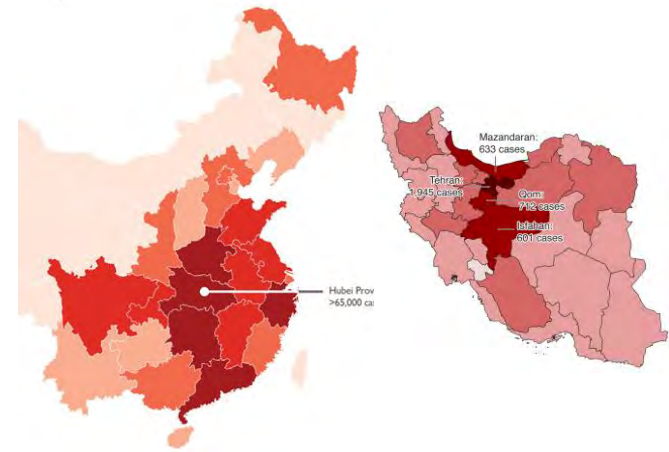 Mazandaran:
633 cases
Tehran:
1,945 cases
Qom:
712 cases
Isfahan:
601 cases
Hubei Prov
>65,000 ca